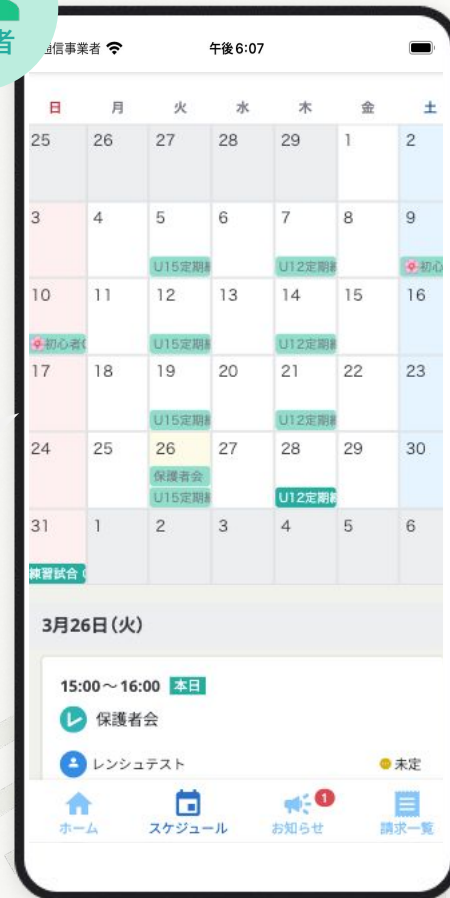 者
通信事業者 午後6:07
日 月 火 水 木 金 土
25 26 27 28 29 1 2
3 4 5 6 7 8 9
U15定期 U12定期 🌸初心
10 11 12 13 14 15 16
🌸初心者 U15定期 U12定期
17 18 19 20 21 22 23
U15定期 U12定期
24 25 26 27 28 29 30
保護者会
U15定期 U12定期
31 1 2 3 4 5 6
練習試合
3月26日(火)
15:00～16:00 本日
保護者会
レンシュテスト 未定
1
ホーム スケジュール お知らせ 請求一覧